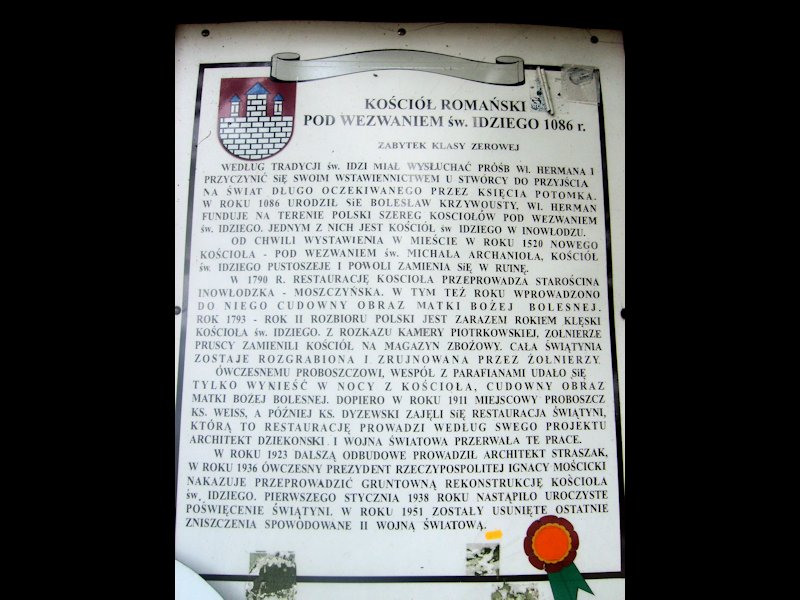 KOŚCIÓŁ ROMAŃSKI
POD WEZWANIEM św. IDZIEGO 1086 r.
ZABYTEK KLASY ZEROWEJ
WEDŁUG TRADYCJI św. IDZI MIAŁ WYSŁUCHAĆ PRÓŚB Wł. HERMANA I
PRZYCZYNIĆ SiĘ SWOIM WSTAWIENNICTWEM U STWÓRCY DO PRZYJŚCIA
NA ŚWIAT DŁUGO OCZEKIWANEGO PRZEZ KSIĘCIA POTOMKA.
W ROKU 1086 URODZIŁ SiĘ BOLESŁAW KRZYWOUSTY. Wł. HERMAN
FUNDUJE NA TERENIE POLSKI SZEREG KOSCIOŁÓW POD WEZWANIEM
św. IDZIEGO. JEDNYM Z NICH JEST KOŚCIÓŁ św IDZIEGO W INOWŁODZU.
OD CHWILI WYSTAWIENIA W MIEŚCIE W ROKU 1520 NOWEGO
KOŚCIOŁA - POD WEZWANIEM św. MICHAŁA ARCHANIOŁA, KOŚCIÓŁ
św. IDZIEGO PUSTOSZEJE I POWOLI ZAMIENIA SiĘ W RUINĘ.
W 1790 R. RESTAURACJĘ KOSCIOŁA PRZEPROWADZA STAROŚCINA
INOWŁODZKA - MOSZCZYŃSKA. W TYM TEŻ ROKU WPROWADZONO
DO NIEGO CUDOWNY OBRAZ MATKI BOŻEJ BOLESNEJ.
ROK 1793 - ROK II ROZBIORU POLSKI JEST ZARAZEM ROKIEM KLĘSKI
KOŚCIOŁA św. IDZIEGO. Z ROZKAZU KAMERY PIOTRKOWSKIEJ, ŻOŁNIERZE
PRUSCY ZAMIENILI KOŚCIÓŁ NA MAGAZYN ZBOŻOWY. CAŁA ŚWIĄTYNIA
ZOSTAJE ROZGRABIONA I ZRUJNOWANA PRZEZ ŻOŁNIERZY.
ÓWCZESNEMU PROBOSZCZOWI, WESPÓŁ Z PARAFIANAMI UDAŁO SiĘ
TYLKO WYNIEŚĆ W NOCY Z KOŚCIOŁA, CUDOWNY OBRAZ
MATKI BOŻEJ BOLESNEJ. DOPIERO W ROKU 1911 MIEJSCOWY PROBOSZCZ
KS. WEISS, A PÓŹNIEJ KS. DYZEWSKI ZAJĘLI SiĘ RESTAURACJA ŚWIĄTYNI,
KTÓRĄ TO RESTAURACJĘ PROWADZI WEDŁUG SWEGO PROJEKTU
ARCHITEKT DZIEKOŃSKI. I WOJNA ŚWIATOWA PRZERWAŁA TE PRACE.
W ROKU 1923 DALSZĄ ODBUDOWE PROWADZIŁ ARCHITEKT STRASZAK,
W ROKU 1936 ÓWCZESNY PREZYDENT RZECZYPOSPOLITEJ IGNACY MOŚCICKI
NAKAZUJE PRZEPROWADZIĆ GRUNTOWNĄ REKONSTRUKCJĘ KOŚCIOŁA
św. IDZIEGO. PIERWSZEGO STYCZNIA 1938 ROKU NASTĄPIŁO UROCZYSTE
POŚWIĘCENIE ŚWIĄTYNI. W ROKU 1951 ZOSTAŁY USUNIĘTE OSTATNIE
ZNISZCZENIA SPOWODOWANE II WOJNĄ ŚWIATOWĄ.